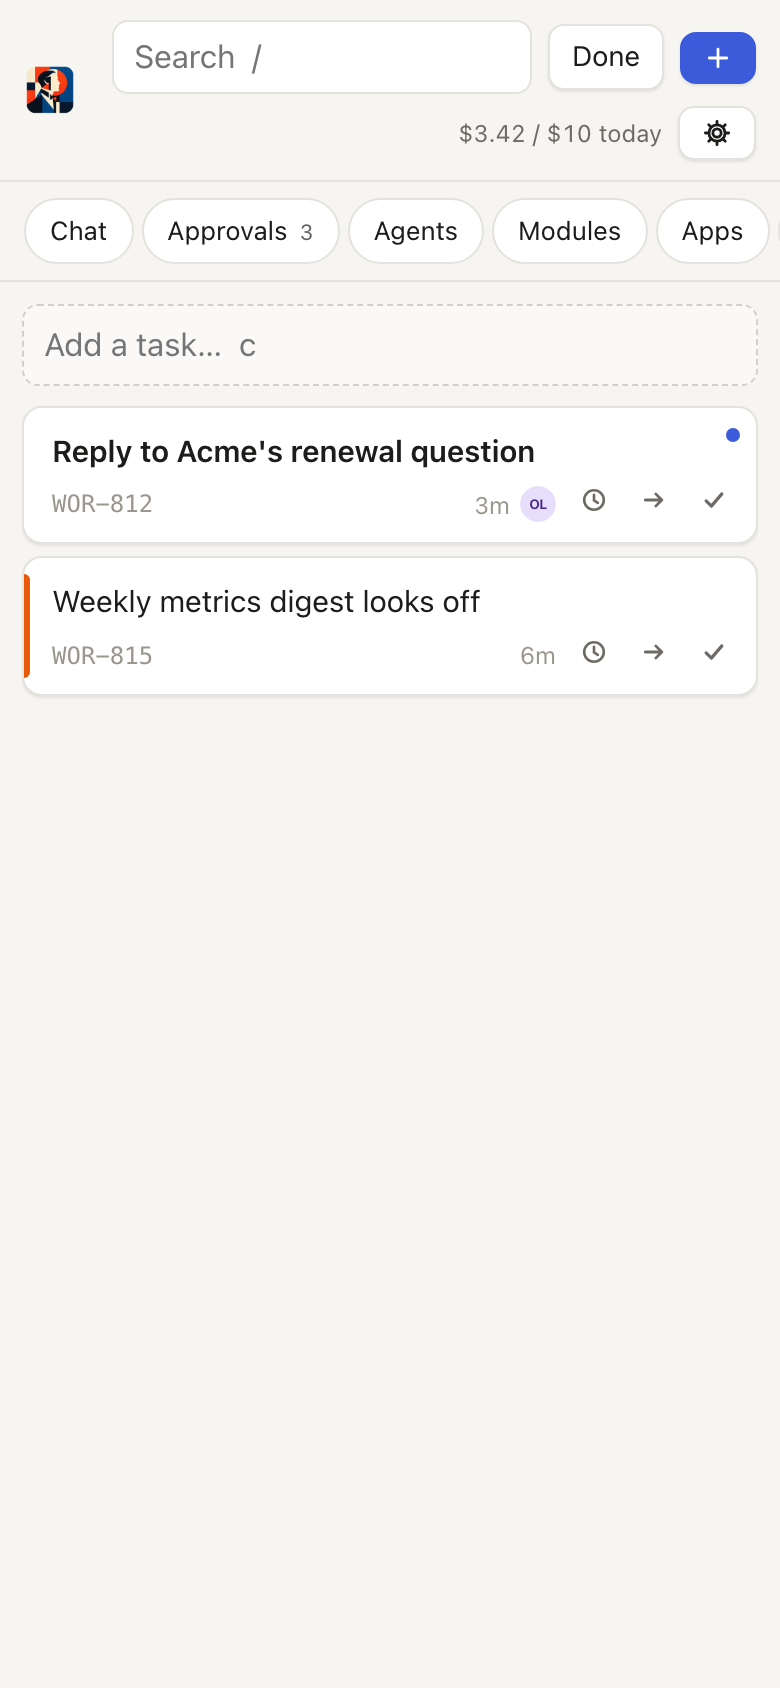 Search /
Done
+
$3.42 / $10 today
Chat
Approvals 3
Agents
Modules
Apps
Add a task... c
Reply to Acme's renewal question
WOR-812
3m
OL
Weekly metrics digest looks off
WOR-815
6m